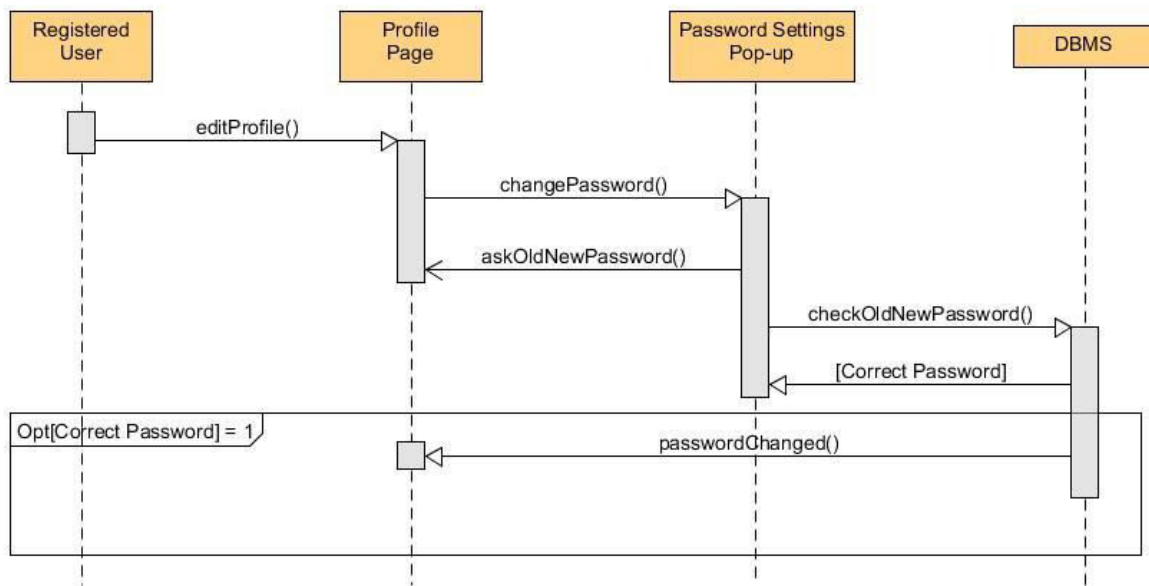 Registered
User
Profile
Page
Password Settings
Pop-up
DBMS
editProfile()
changePassword()
askOldNewPassword()
checkOldNewPassword()
[Correct Password]
Opt[Correct Password] = 1
passwordChanged()